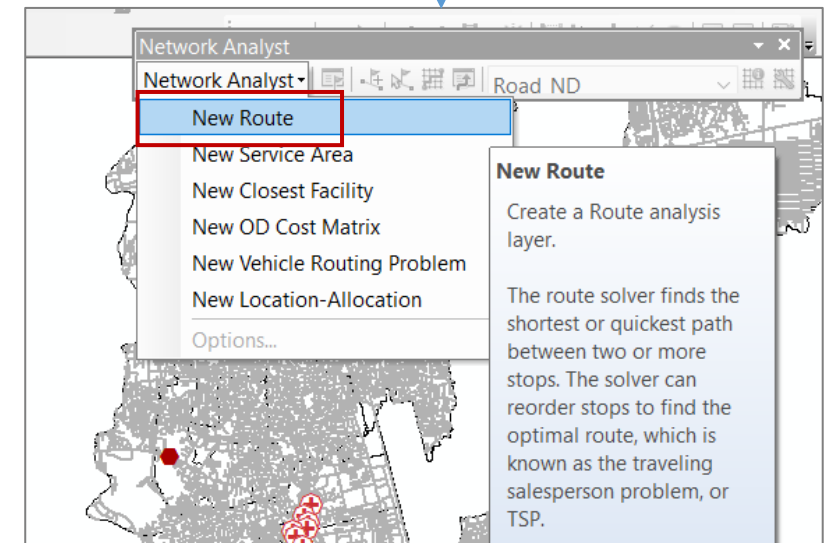 Network Analyst
Network Analyst
Road ND
New Route
New Service Area
New Closest Facility
New OD Cost Matrix
New Vehicle Routing Problem
New Location-Allocation
Options...
New Route
Create a Route analysis
layer.
The route solver finds the
shortest or quickest path
between two or more
stops. The solver can
reorder stops to find the
optimal route, which is
known as the traveling
salesperson problem, or
TSP.